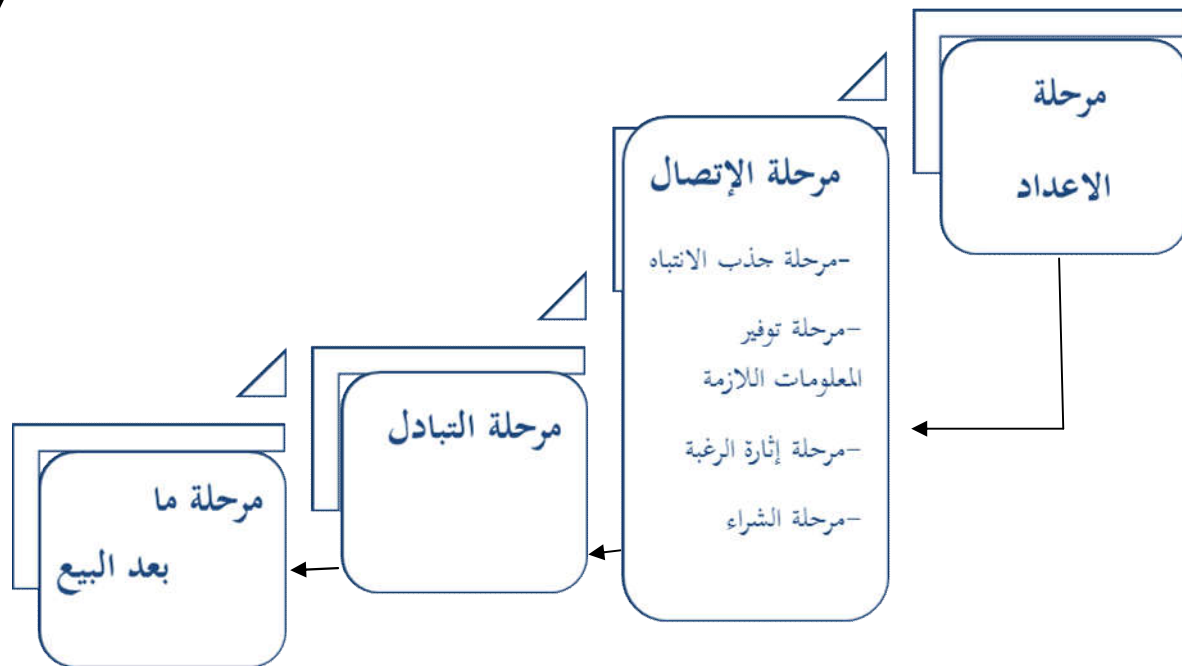 مرحلة
الاعداد
مرحلة الإتصال
-مرحلة جذب الانتباه
-مرحلة توفير
المعلومات اللازمة
-مرحلة إثارة الرغبة
-مرحلة الشراء
مرحلة التبادل
مرحلة ما
بعد البيع